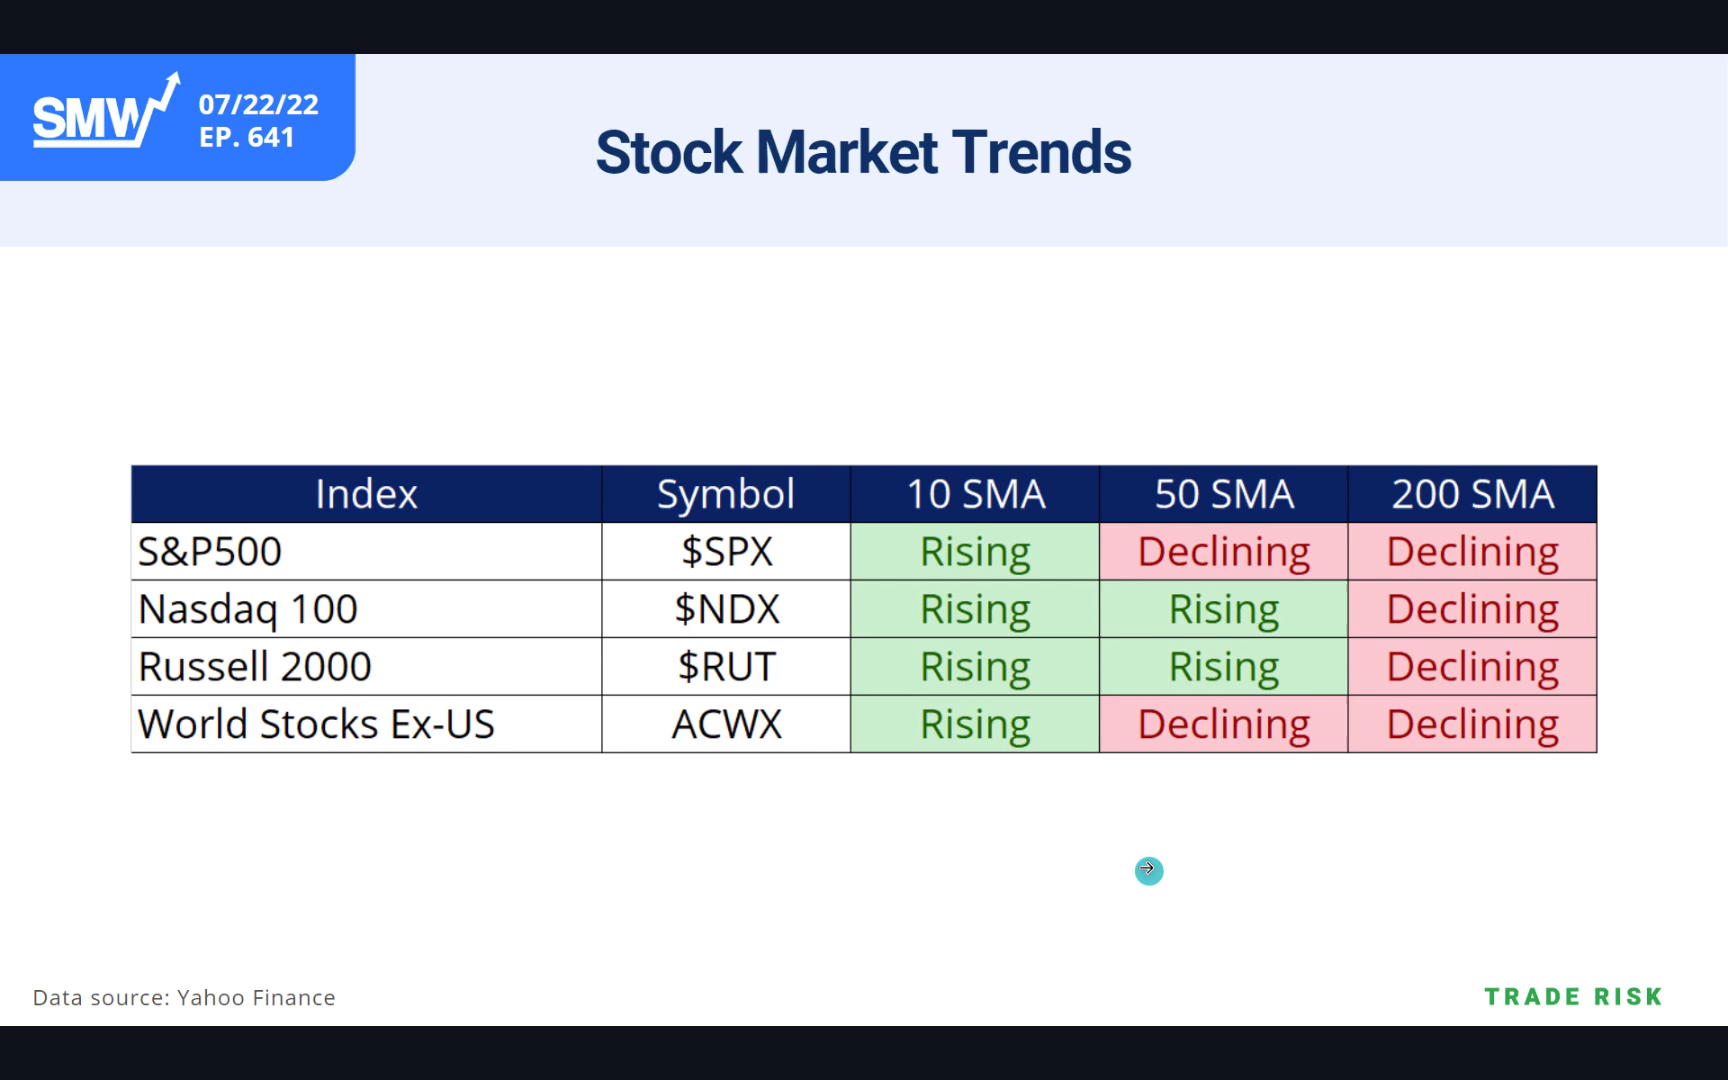 SMW
07/22/22
EP. 641
Stock Market Trends
Index Symbol 10 SMA 50 SMA 200 SMA
S&P500 $SPX Rising Declining Declining
Nasdaq 100 $NDX Rising Rising Declining
Russell 2000 $RUT Rising Rising Declining
World Stocks Ex-US ACWX Rising Declining Declining
Data source: Yahoo Finance
TRADE RISK